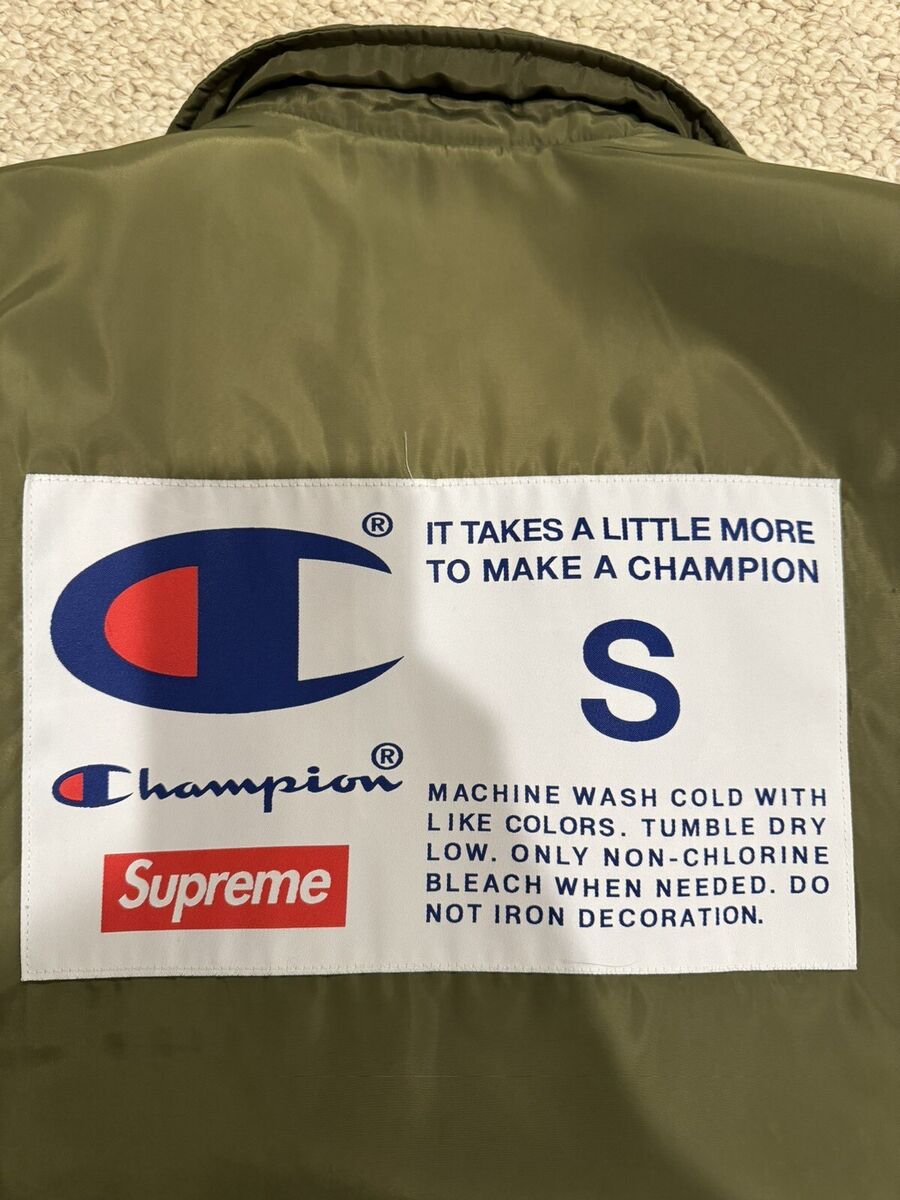 ®
Champion®
Supreme
IT TAKES A LITTLE MORE
TO MAKE A CHAMPION
S
MACHINE WASH COLD WITH
LIKE COLORS. TUMBLE DRY
LOW. ONLY NON-CHLORINE
BLEACH WHEN NEEDED. DO
NOT IRON DECORATION.